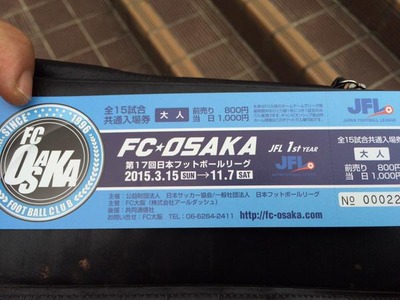 SINCE 1996
FC
OSAKA
FOOTBALL CLUB
全15試合
共通入場券
大人
前売り 800円
当日 1,000円
JFL
JAPAN FOOTBALL LEAGUE
FC★OSAKA
JFL 1st YEAR
第17回日本フットボールリーグ
JFL
2015.3.15 SUN → 11.7 SAT
主催:公益財団法人 日本サッカー協会/一般社団法人 日本フットボールリーグ
主管:FC大阪(株式会社アールダッシュ)
後援:共同通信社
お問い合せ:FC大阪 TEL:06-6264-2411
http://fc-osaka.com
全15試合
共通入場券
大人
前売り 800円
当日 1,000円
№ 00022